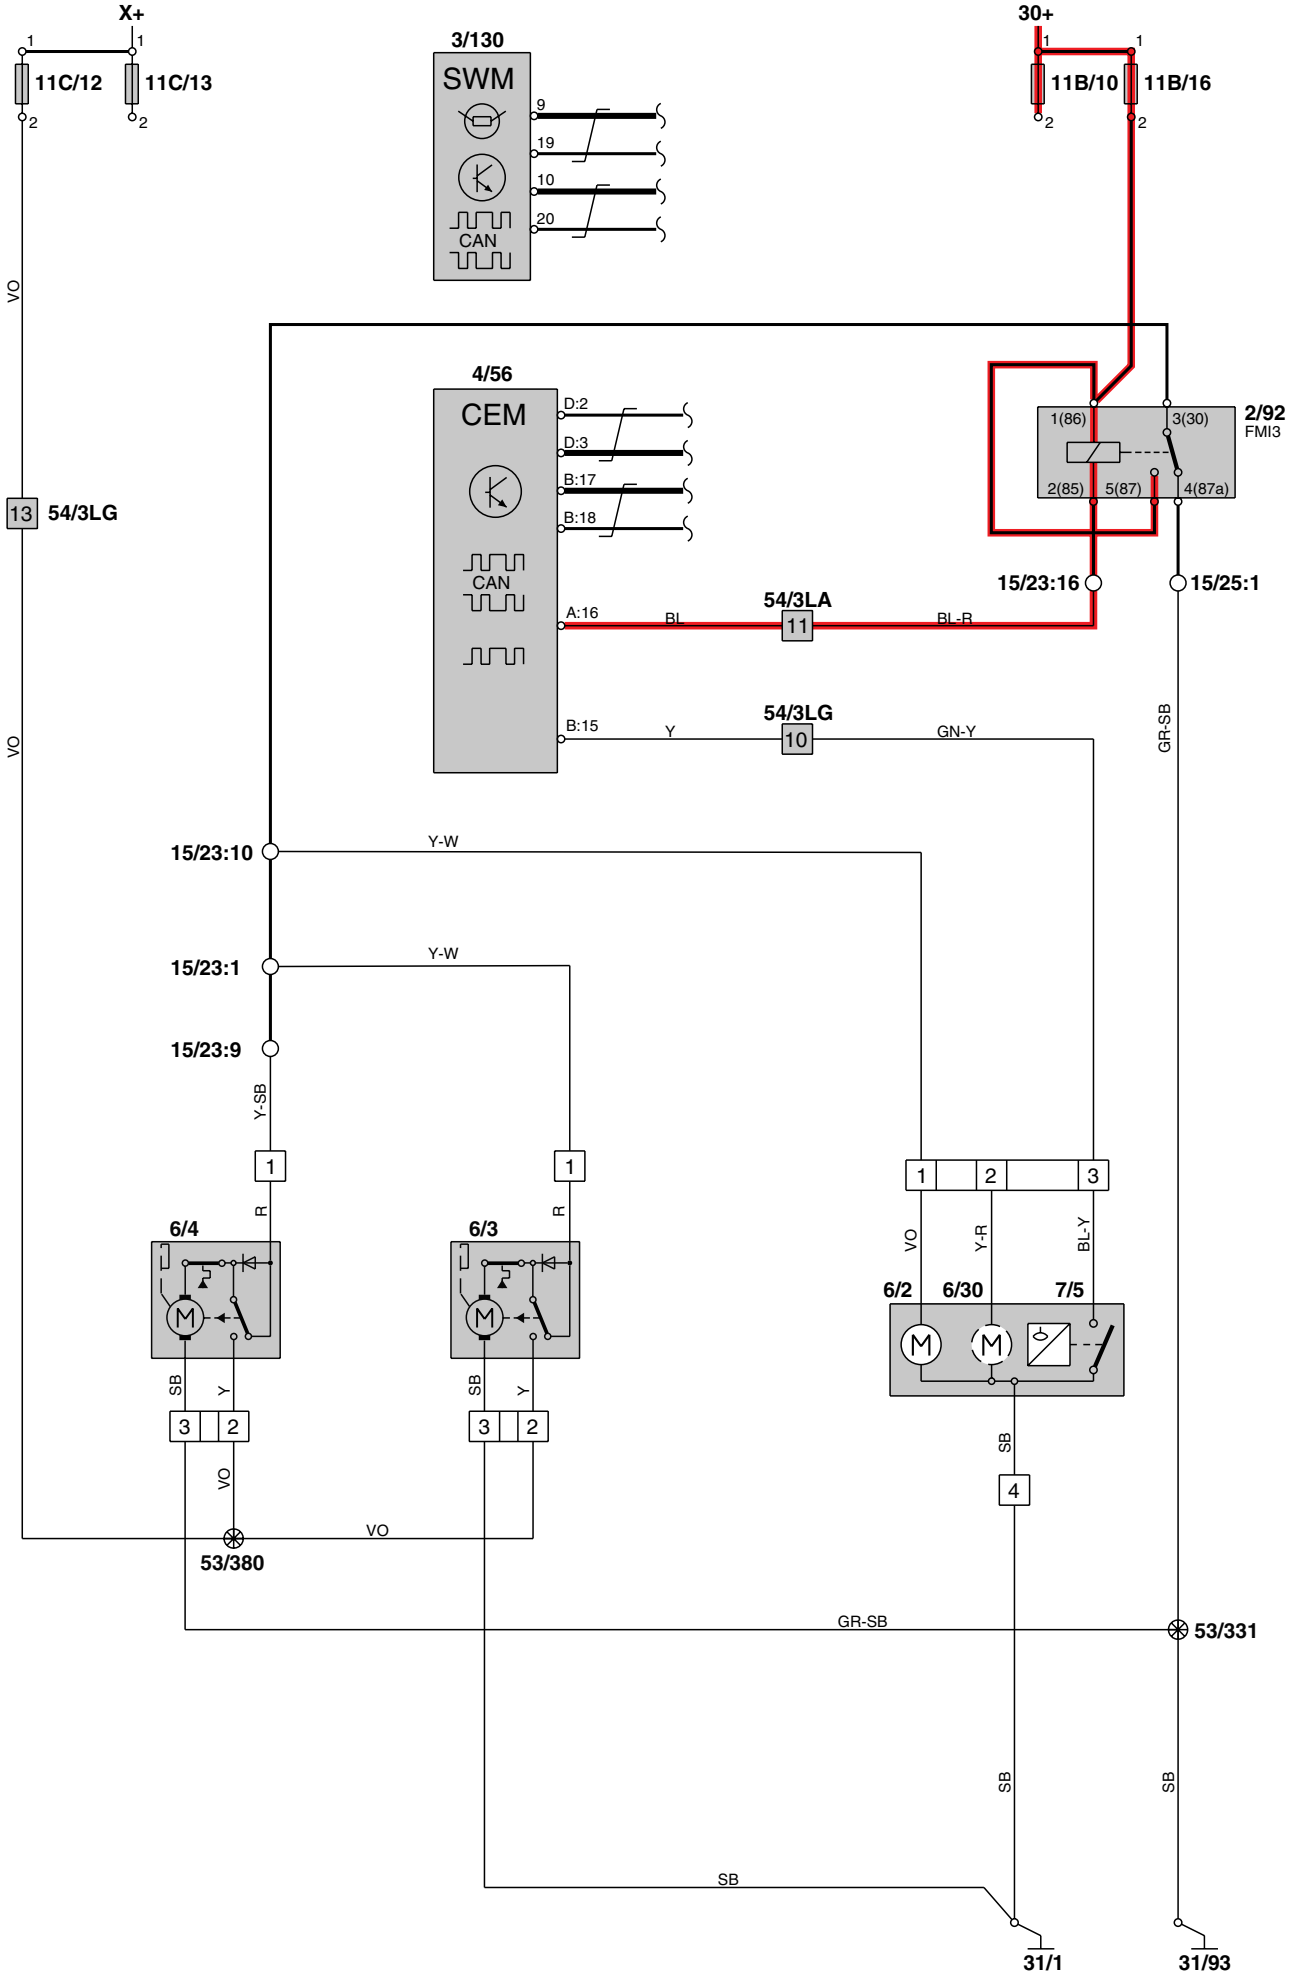 X+
30+
1
1
11C/12
11C/13
2
2
3/130
SWM
9
19
10
20
CAN
1
1
11B/10
11B/16
2
2
VO
4/56
CEM
D:2
D:3
B:17
B:18
CAN
A:16
B:15
1(86)
3(30)
2(85)
5(87)
4(87a)
2/92
FMI3
13
54/3LG
15/23:16
15/25:1
54/3LA
BL
11
BL-R
54/3LG
Y
10
GN-Y
VO
GR-SB
15/23:10
Y-W
15/23:1
Y-W
15/23:9
Y-SB
1
1
1
2
3
R
R
VO
Y-R
BL-Y
6/4
6/3
6/2
6/30
7/5
M
M
M
M
SB
Y
SB
Y
3
2
3
2
SB
4
VO
VO
53/380
GR-SB
53/331
SB
SB
SB
31/1
31/93